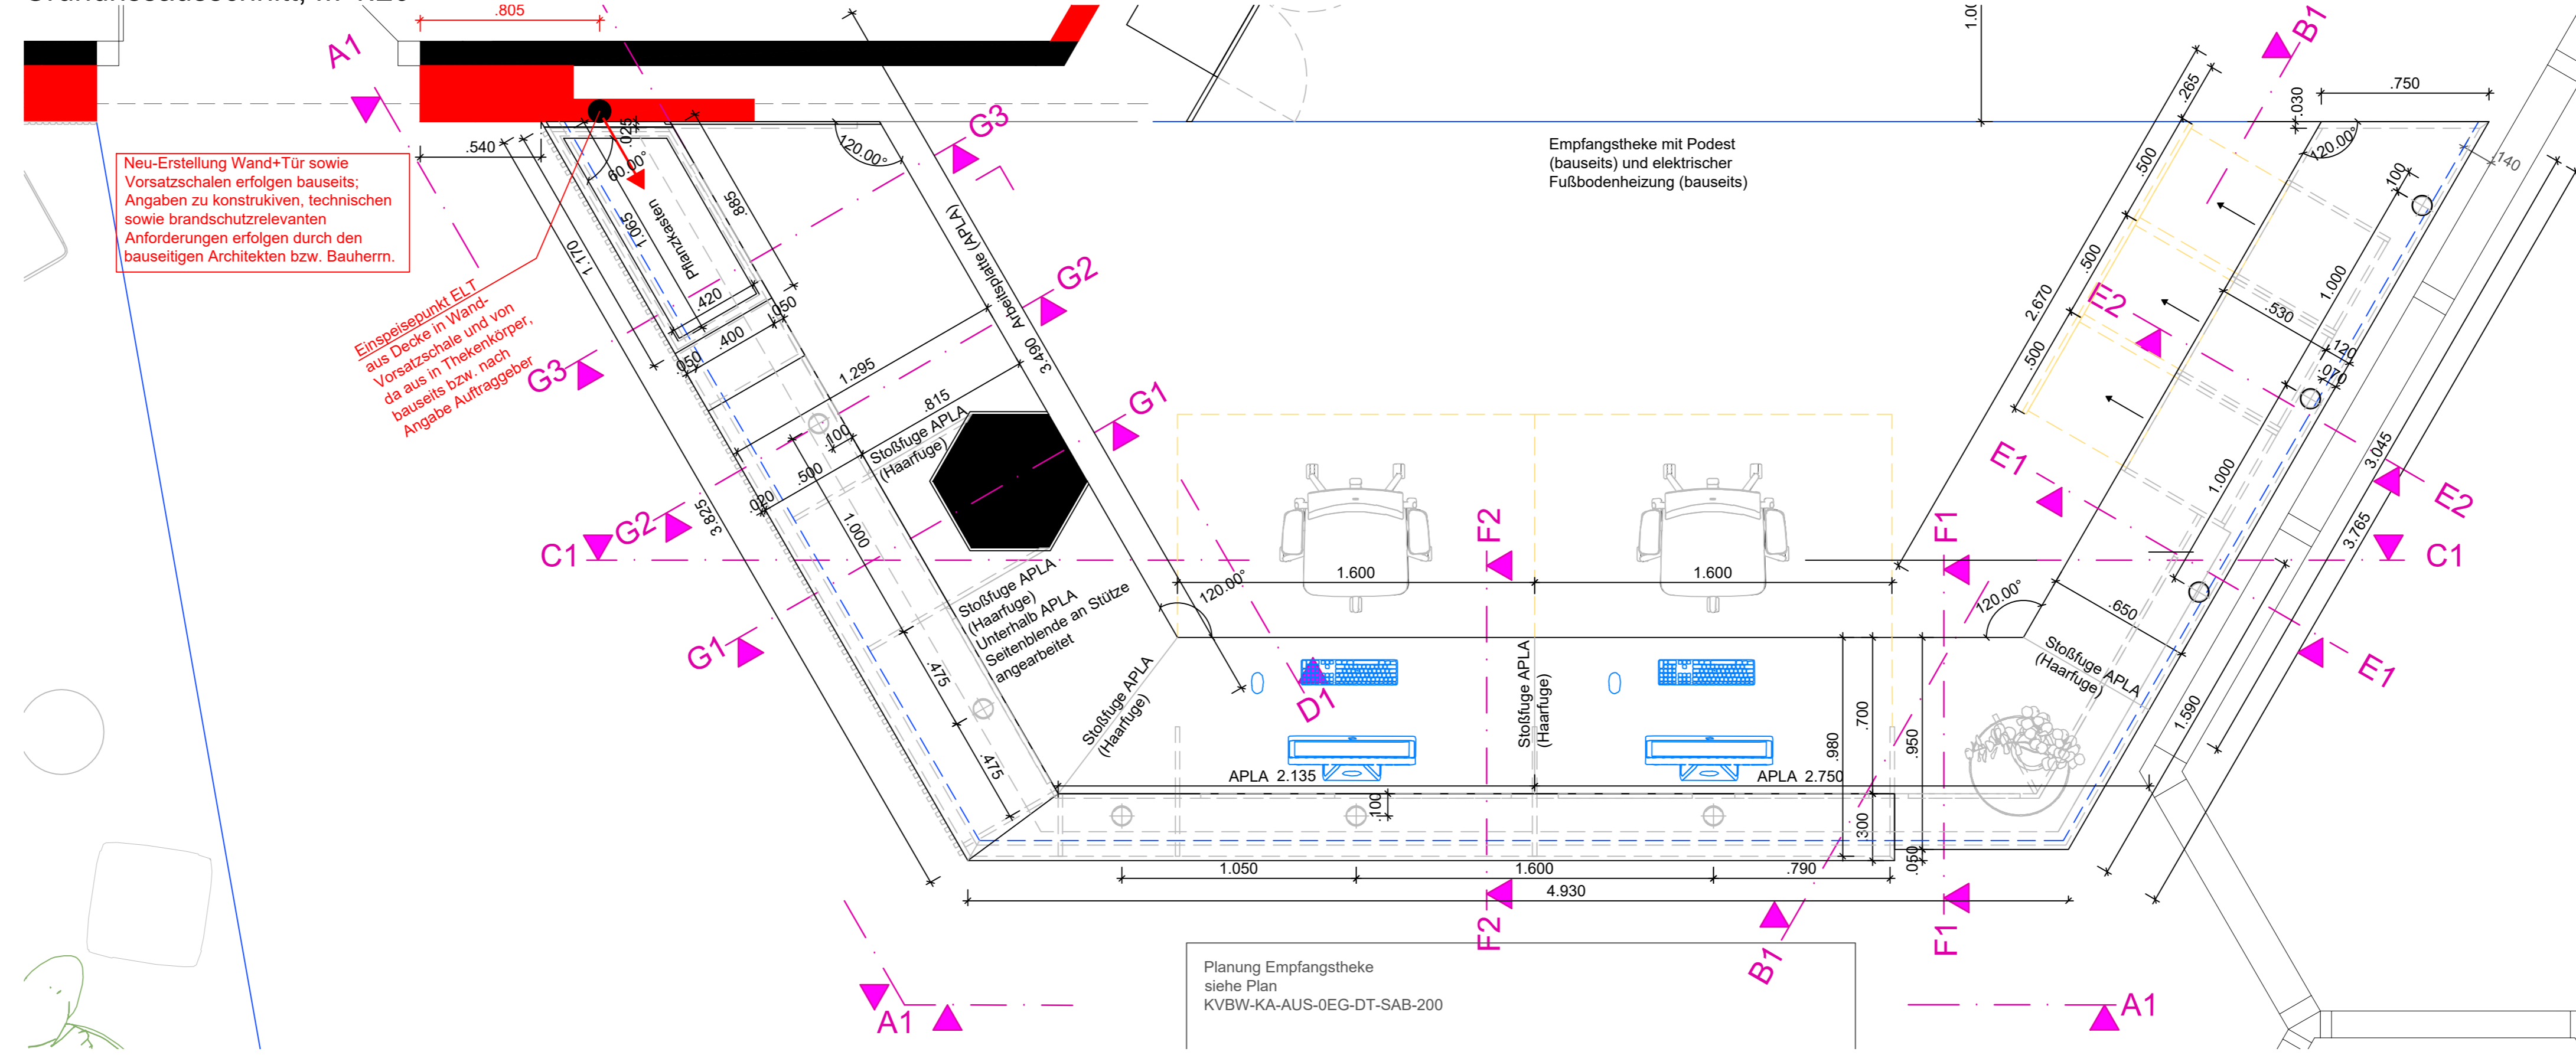 .805
A1
1.00
B1
.265
.750
.030
.540
.025
60.00°
120.00°
G3
Neu-Erstellung Wand+Tür sowie
Vorsatzschalen erfolgen bauseits;
Angaben zu konstrukiven, technischen
sowie brandschutzrelevanten
Anforderungen erfolgen durch den
bauseitigen Architekten bzw. Bauherrn.
Empfangstheke mit Podest
(bauseits) und elektrischer
Fußbodenheizung (bauseits)
.500
120.00°
.140
.100
1.170
1.065
Pflanzkasten
.885
Arbeitsplatte (APLA)
G2
.500
2.670
E2
1.000
.530
Einspeisepunkt ELT
aus Decke in Wand-
Vorsatzschale und von
da aus in Thekenkörper,
bauseits bzw. nach
Angabe Auftraggeber
.420
.050
.400
.050
3.490
1.295
.500
.120
.070
G3
.815
Stoßfuge APLA
(Haarfuge)
G1
.100
.500
.020
E1
1.000
3.045
E2
3.825
G2
1.000
C1
F2
F1
3.765
C1
1.600
1.600
120.00°
120.00°
.650
G1
Stoßfuge APLA
(Haarfuge)
Unterhalb APLA
Seitenblende an Stütze
angearbeitet
.475
Stoßfuge APLA
(Haarfuge)
D1
Stoßfuge APLA
(Haarfuge)
Stoßfuge APLA
(Haarfuge)
E1
1.590
.475
.980
.700
.950
APLA 2.135
APLA 2.750
.100
.300
.050
1.050
1.600
.790
4.930
F2
B1
F1
Planung Empfangstheke
siehe Plan
KVBW-KA-AUS-0EG-DT-SAB-200
A1
A1